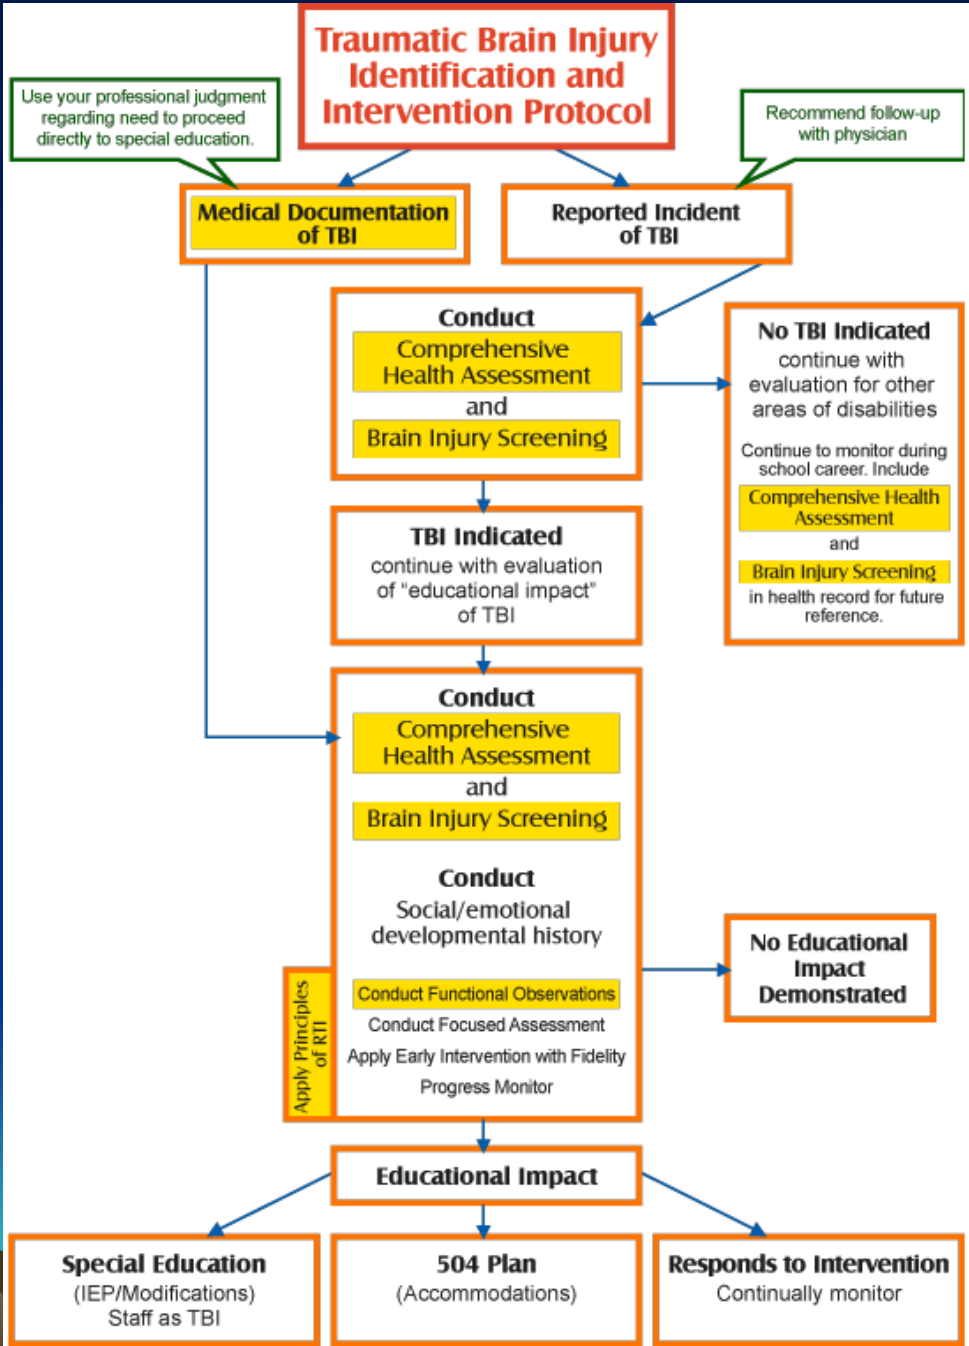 Traumatic Brain Injury
Identification and
Intervention Protocol
Use your professional judgment
regarding need to proceed
directly to special education.
Recommend follow-up
with physician
Medical Documentation
of TBI
Reported Incident
of TBI
Conduct
Comprehensive
Health Assessment
and
Brain Injury Screening
No TBI Indicated
continue with
evaluation for other
areas of disabilities
Continue to monitor during
school career. Include
Comprehensive Health
Assessment
and
Brain Injury Screening
in health record for future
reference.
TBI Indicated
continue with evaluation
of “educational impact”
of TBI
Conduct
Comprehensive
Health Assessment
and
Brain Injury Screening
Conduct
Social/emotional
developmental history
Apply Principles
of RTI
Conduct Functional Observations
Conduct Focused Assessment
Apply Early Intervention with Fidelity
Progress Monitor
No Educational
Impact
Demonstrated
Educational Impact
Special Education
(IEP/Modifications)
Staff as TBI
504 Plan
(Accommodations)
Responds to Intervention
Continually monitor